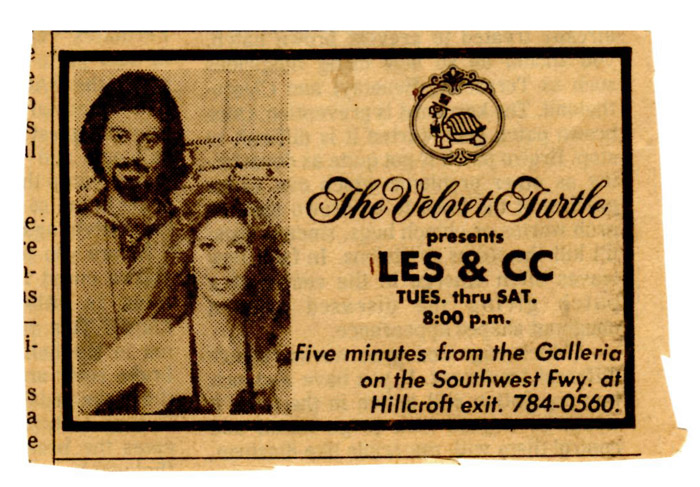 The Velvet Turtle
presents
LES & CC
TUES. thru SAT.
8:00 p.m.
Five minutes from the Galleria
on the Southwest Fwy. at
Hillcroft exit. 784-0560.